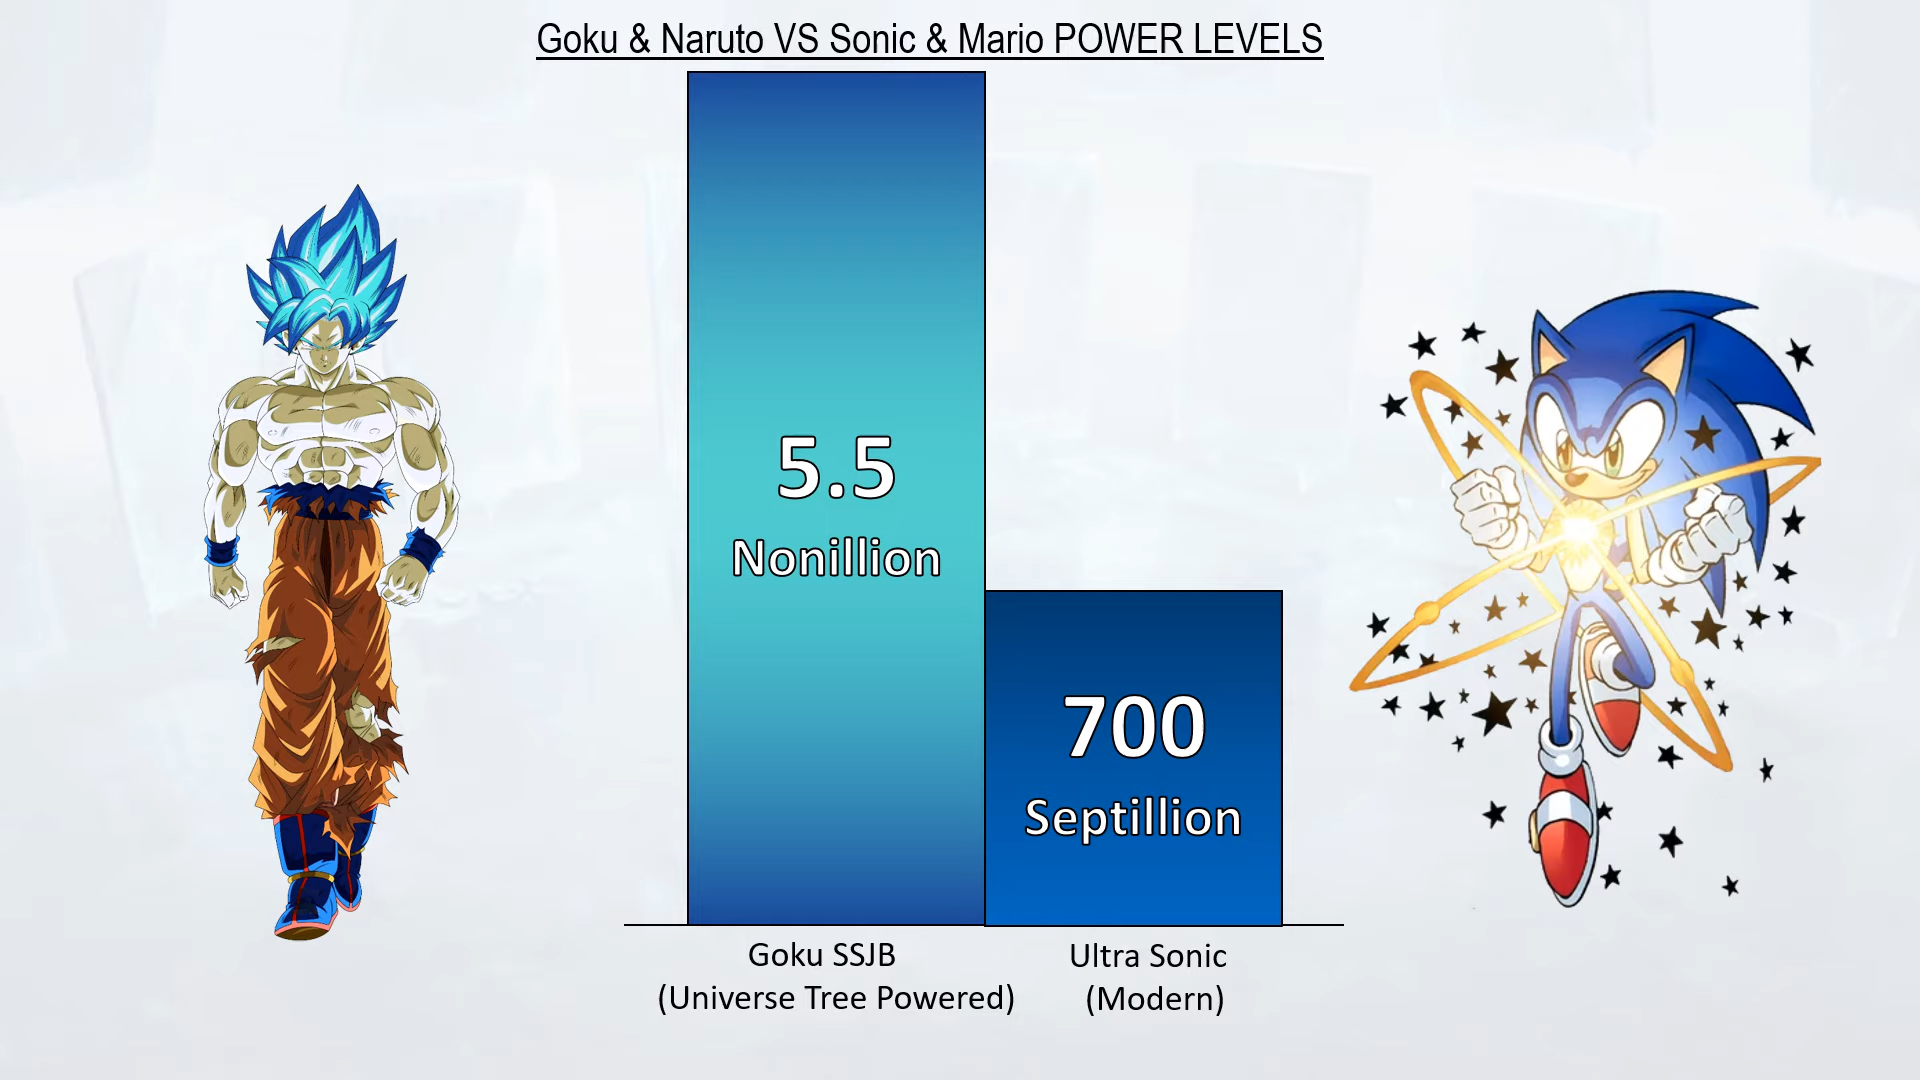 Goku & Naruto VS Sonic & Mario POWER LEVELS
5.5
Nonillion
700
Septillion
Goku SSJB
(Universe Tree Powered)
Ultra Sonic
(Modern)